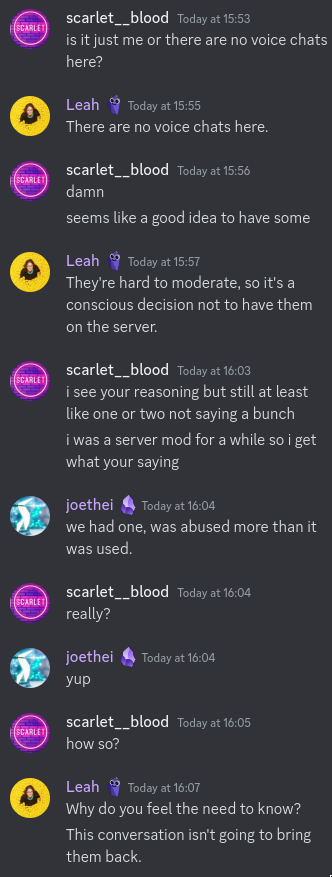 scarlet__blood Today at 15:53
is it just me or there are no voice chats
here?
Leah Today at 15:55
There are no voice chats here.
scarlet__blood Today at 15:56
damn
seems like a good idea to have some
Leah Today at 15:57
They're hard to moderate, so it's a
conscious decision not to have them
on the server.
scarlet__blood Today at 16:03
i see your reasoning but still at least
like one or two not saying a bunch
i was a server mod for a while so i get
what your saying
joethei Today at 16:04
we had one, was abused more than it
was used.
scarlet__blood Today at 16:04
really?
joethei Today at 16:04
yup
scarlet__blood Today at 16:05
how so?
Leah Today at 16:07
Why do you feel the need to know?
This conversation isn't going to bring
them back.